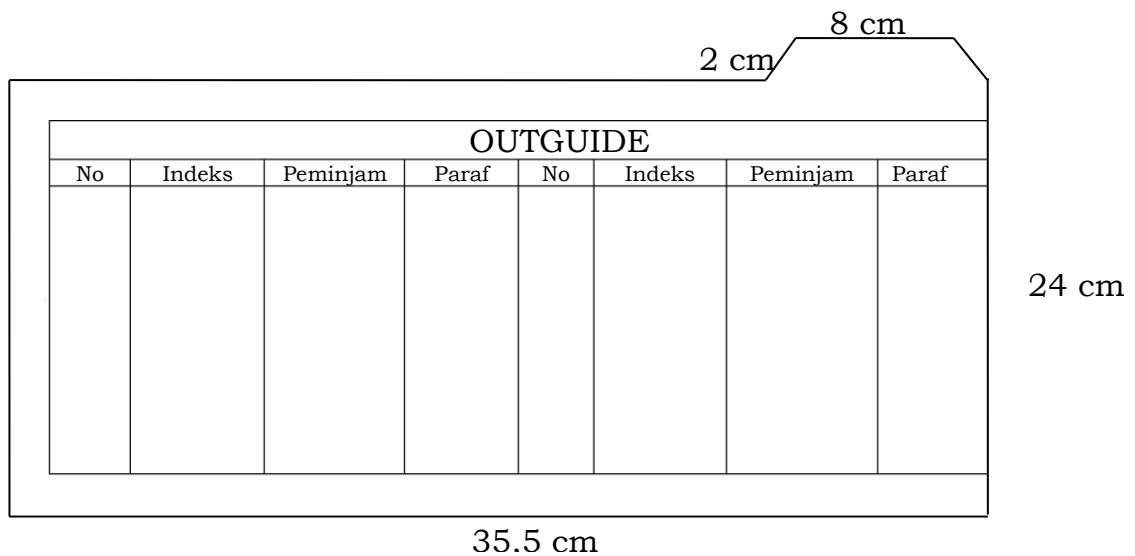 8 cm
2 cm
OUTGUIDE
No Indeks Peminjam Paraf No Indeks Peminjam Paraf
24 cm
35,5 cm